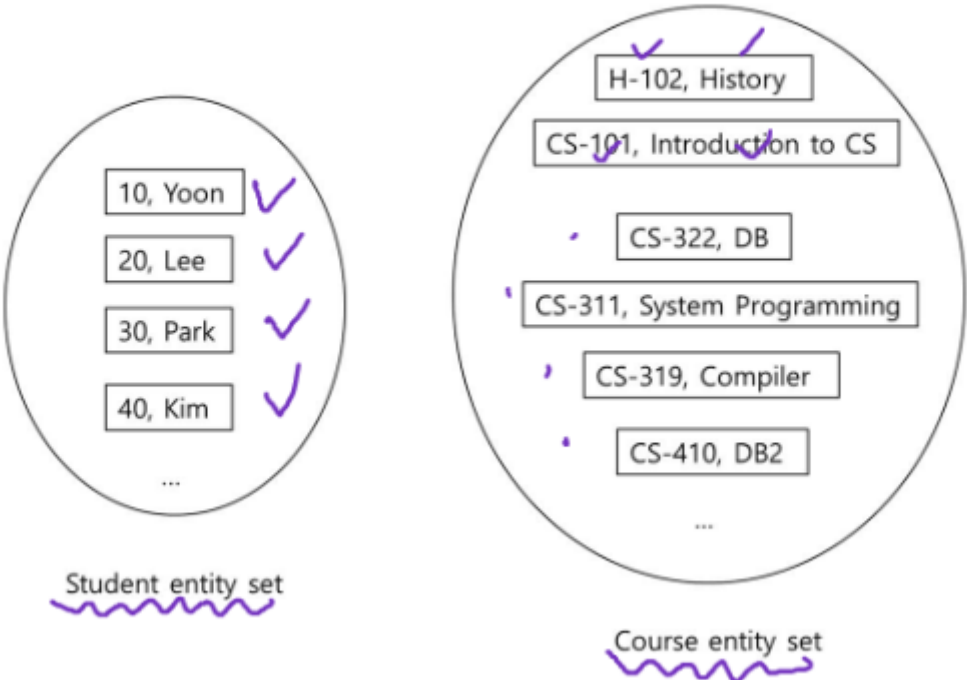 10, Yoon
20, Lee
30, Park
40, Kim
...
Student entity set
H-102, History
CS-101, Introduction to CS
CS-322, DB
CS-311, System Programming
CS-319, Compiler
CS-410, DB2
...
Course entity set